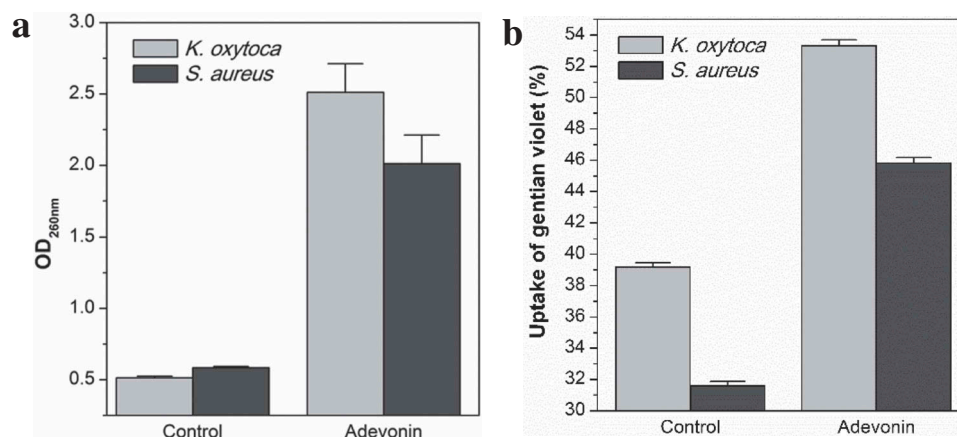 a
3.0
2.5
2.0
1.5
1.0
0.5
OD260nm
K. oxytoca
S. aureus
Control
Adevonin
b
54
52
50
48
46
44
42
40
38
36
34
32
30
Uptake of gentian violet (%)
K. oxytoca
S. aureus
Control
Adevonin